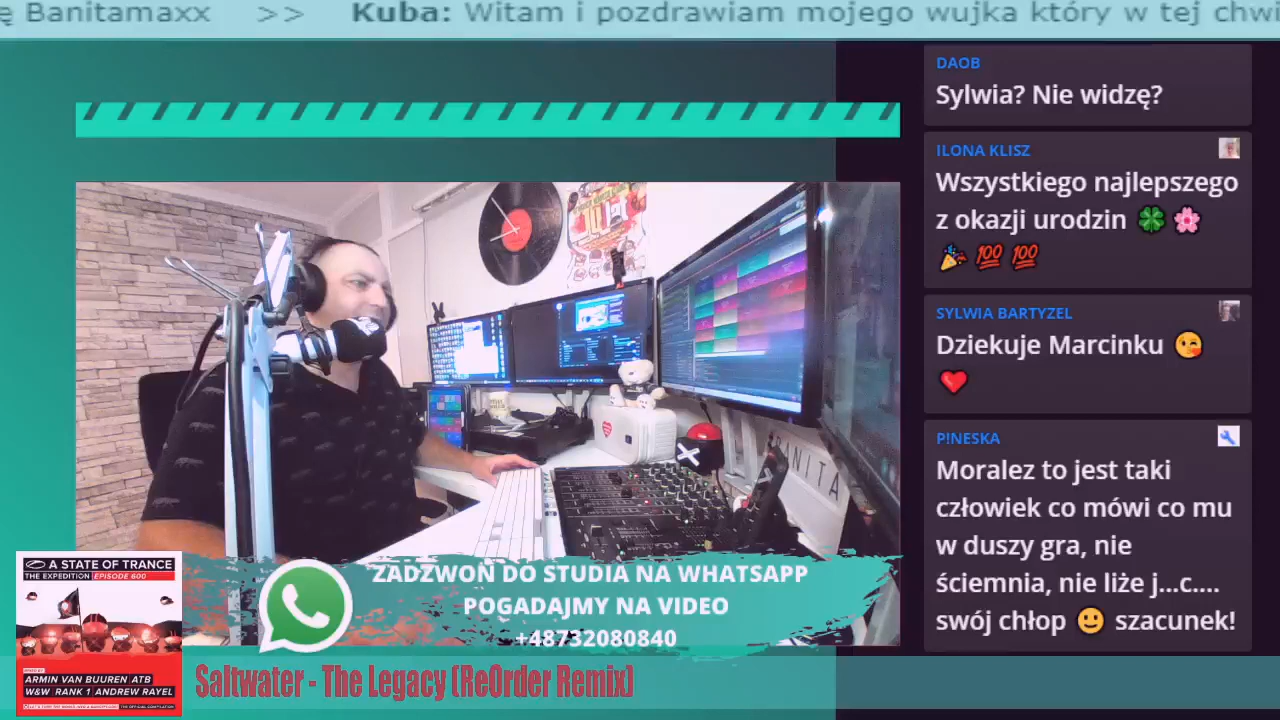 ę Banitamaxx >> Kuba: Witam i pozdrawiam mojego wujka który w tej chwi
DAOB
Sylwia? Nie widzę?
ILONA KLISZ
Wszystkiego najlepszego
z okazji urodzin 🍀🌸
🎉💯💯
SYLWIA BARTYZEL
Dziekuje Marcinku 😘
❤️
P!NESKA
Moralez to jest taki
człowiek co mówi co mu
w duszy gra, nie
ściemnia, nie liże j...c....
swój chłop 🙂 szacunek!
BANITA
ZADZWOŃ DO STUDIA NA WHATSAPP
POGADAJMY NA VIDEO
+48732080840
A STATE OF TRANCE
THE EXPEDITION EPISODE 600
ARMIN VAN BUUREN ATB
W&W RANK 1 ANDREW RAYEL
Saltwater - The Legacy (ReOrder Remix)